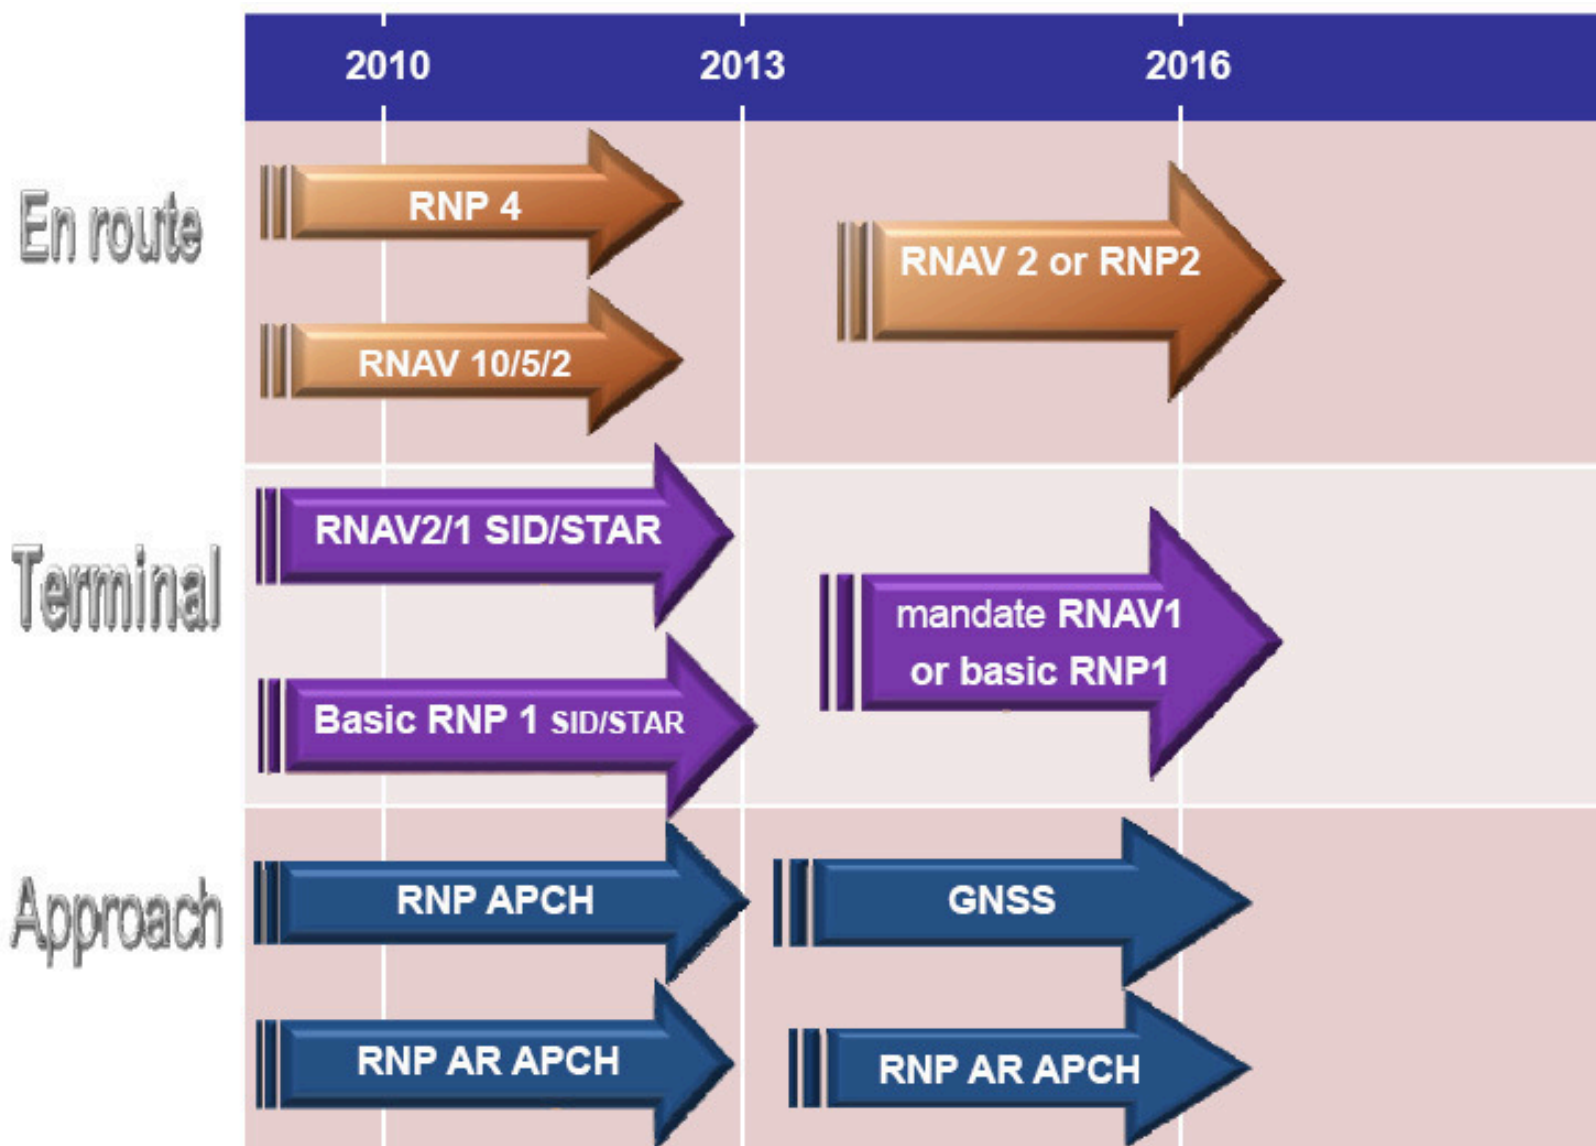 2010 2013 2016
En route
RNP 4
RNAV 10/5/2
RNAV 2 or RNP2
Terminal
RNAV2/1 SID/STAR
Basic RNP 1 SID/STAR
mandate RNAV1
or basic RNP1
Approach
RNP APCH
GNSS
RNP AR APCH
RNP AR APCH